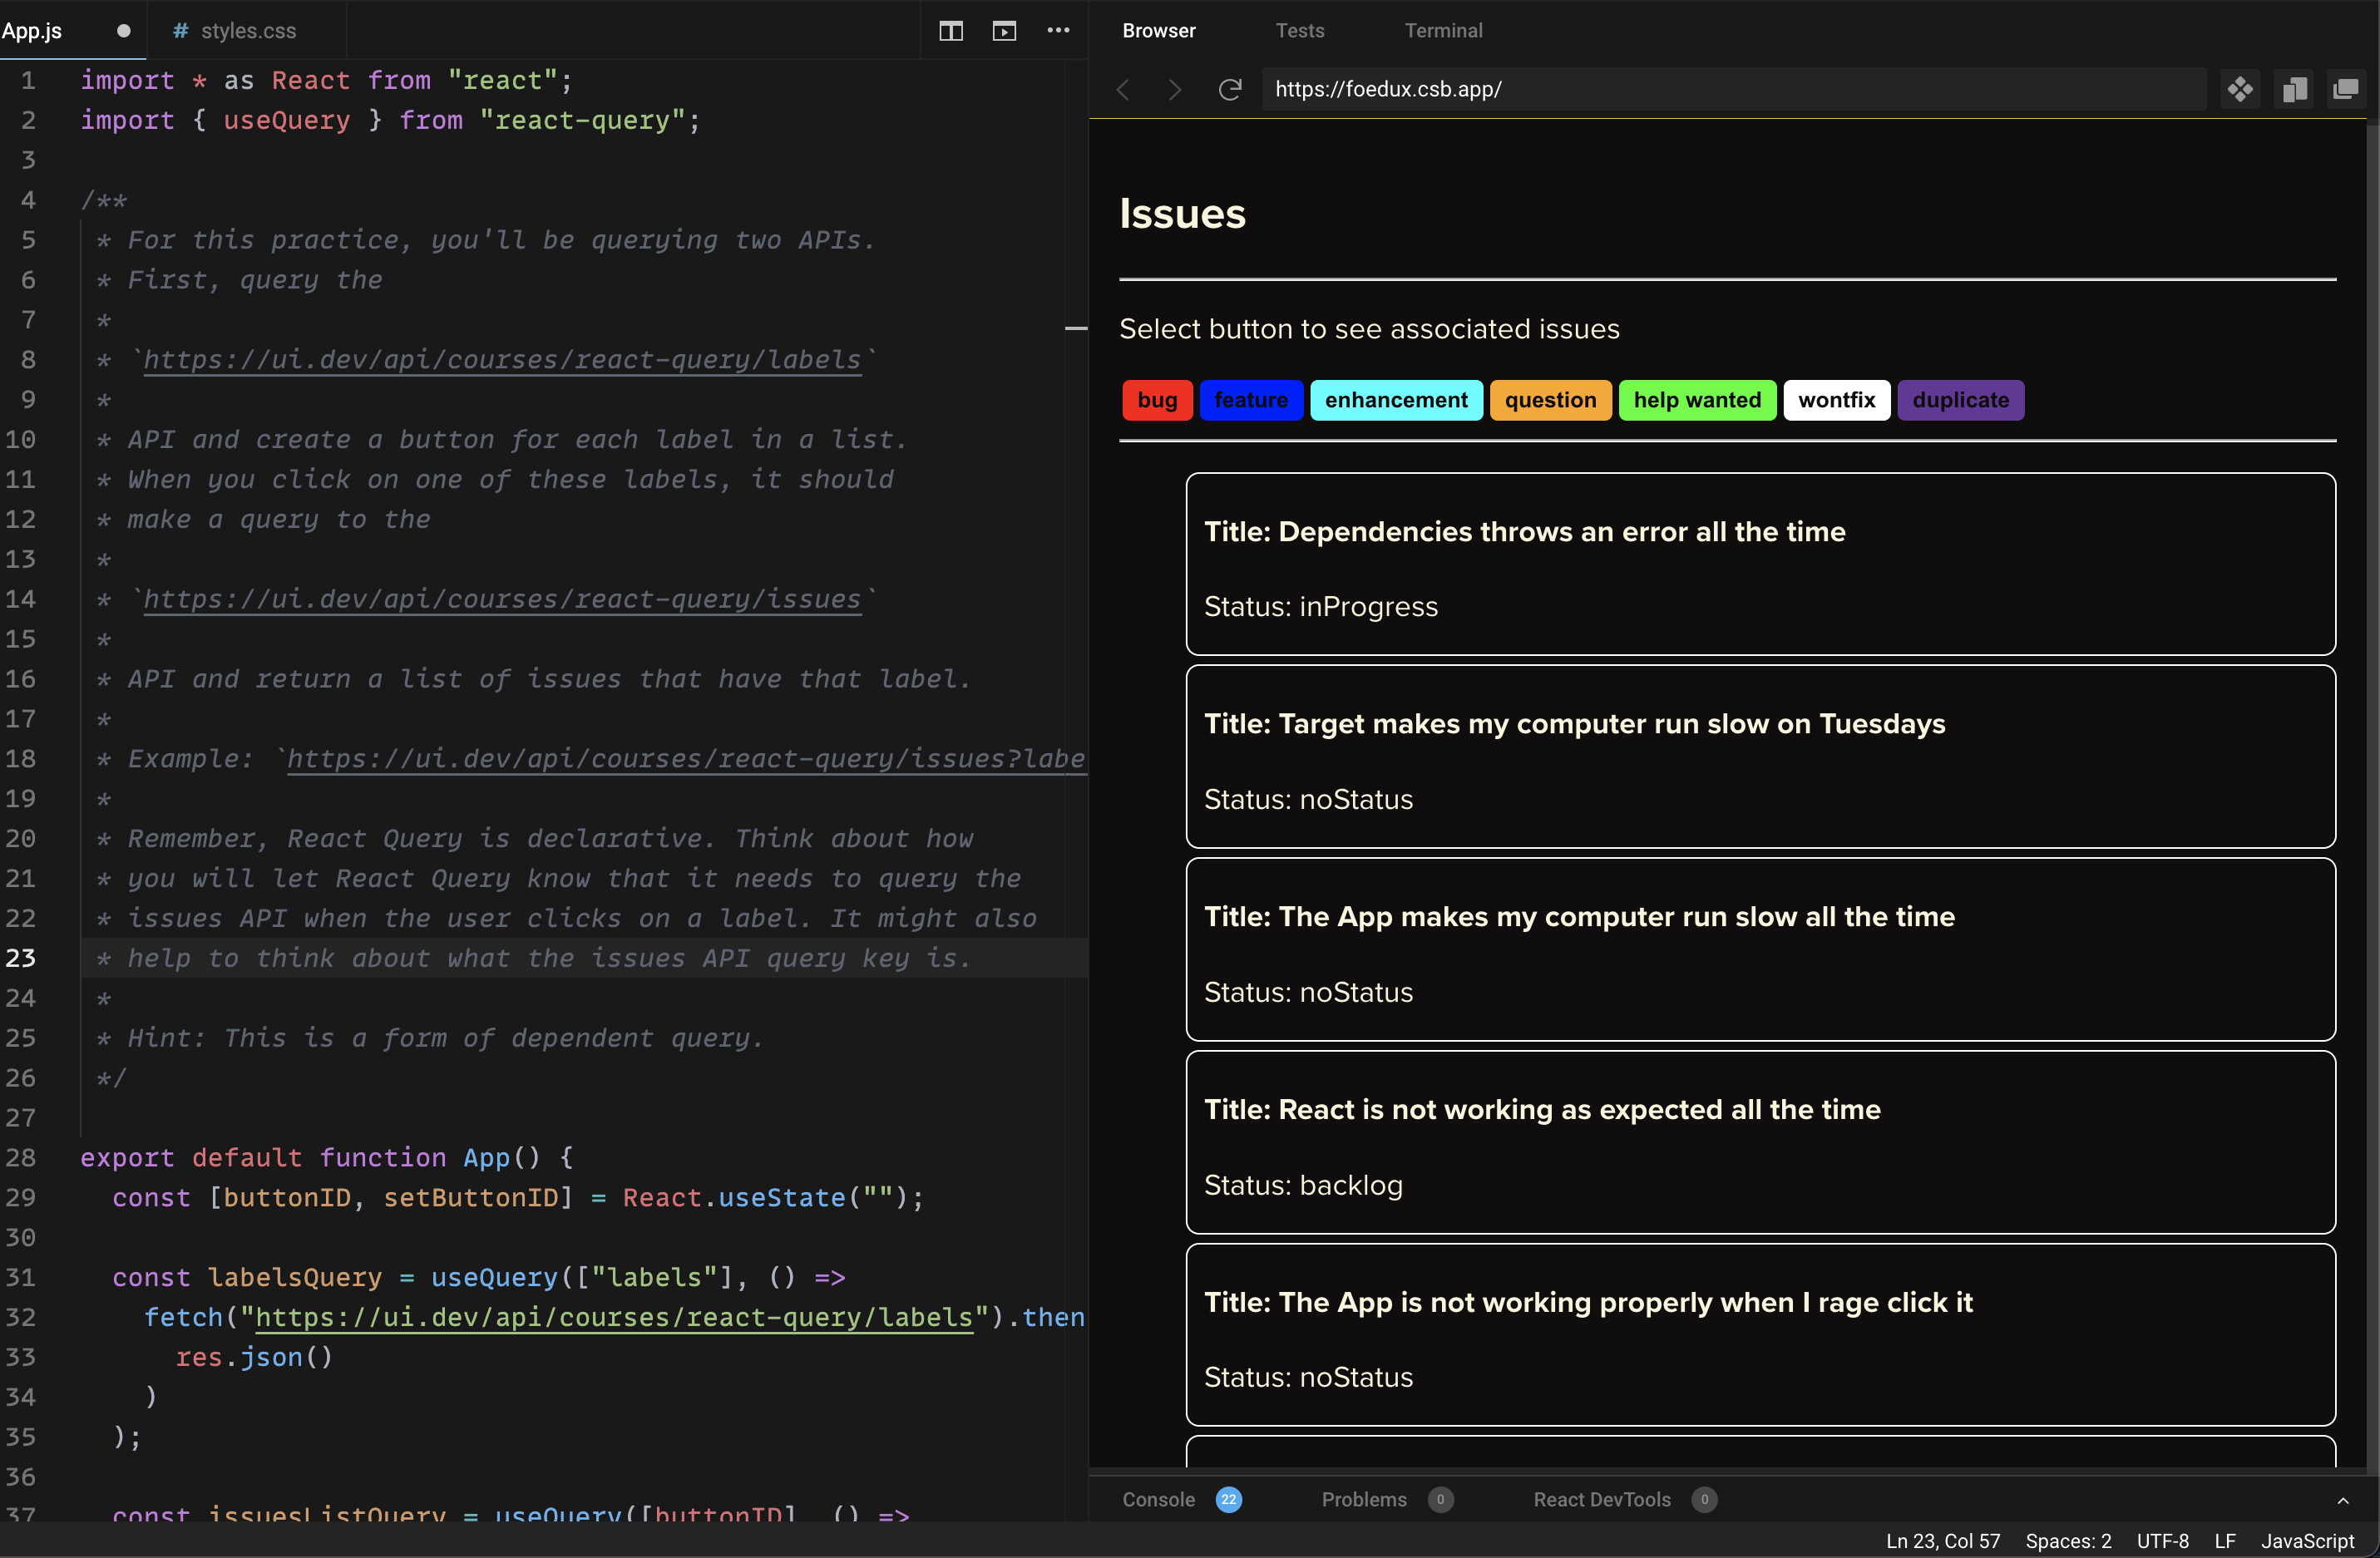 App.js
# styles.css
1 import * as React from "react";
2 import { useQuery } from "react-query";
3
4 /**
5 * For this practice, you'll be querying two APIs.
6 * First, query the
7 *
8 * `https://ui.dev/api/courses/react-query/labels`
9 *
10 * API and create a button for each label in a list.
11 * When you click on one of these labels, it should
12 * make a query to the
13 *
14 * `https://ui.dev/api/courses/react-query/issues`
15 *
16 * API and return a list of issues that have that label.
17 *
18 * Example: `https://ui.dev/api/courses/react-query/issues?labe
19 *
20 * Remember, React Query is declarative. Think about how
21 * you will let React Query know that it needs to query the
22 * issues API when the user clicks on a label. It might also
23 * help to think about what the issues API query key is.
24 *
25 * Hint: This is a form of dependent query.
26 */
27
28 export default function App() {
29 const [buttonID, setButtonID] = React.useState("");
30
31 const labelsQuery = useQuery(["labels"], () =>
32 fetch("https://ui.dev/api/courses/react-query/labels").then
33 res.json()
34 )
35 );
36
37 const issuesListQuery = useQuery([buttonID], () =>
Browser Tests Terminal
https://foedux.csb.app/
Issues
Select button to see associated issues
bug feature enhancement question help wanted wontfix duplicate
Title: Dependencies throws an error all the time
Status: inProgress
Title: Target makes my computer run slow on Tuesdays
Status: noStatus
Title: The App makes my computer run slow all the time
Status: noStatus
Title: React is not working as expected all the time
Status: backlog
Title: The App is not working properly when I rage click it
Status: noStatus
Console 22 Problems 0 React DevTools 0
Ln 23, Col 57 Spaces: 2 UTF-8 LF JavaScript